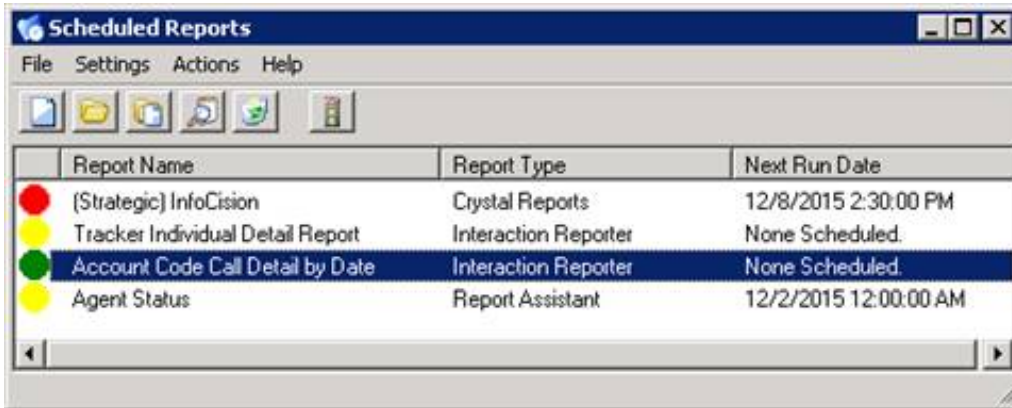 Scheduled Reports
File Settings Actions Help
Report Name Report Type Next Run Date
(Strategic) InfoCision Crystal Reports 12/8/2015 2:30:00 PM
Tracker Individual Detail Report Interaction Reporter None Scheduled.
Account Code Call Detail by Date Interaction Reporter None Scheduled.
Agent Status Report Assistant 12/2/2015 12:00:00 AM